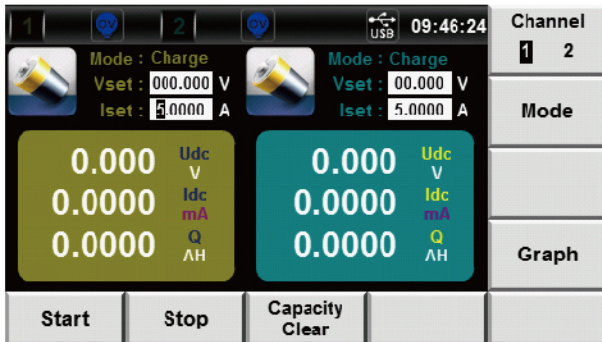 1 OV 2 OV USB 09:46:24
Channel
1 2
Mode : Charge
Vset : 000.000 V
Iset : 5.0000 A
Mode : Charge
Vset : 00.000 V
Iset : 5.0000 A
Mode
0.000 Udc V
0.0000 Idc mA
0.0000 Q AH
0.000 Udc V
0.0000 Idc mA
0.0000 Q AH
Graph
Start
Stop
Capacity
Clear